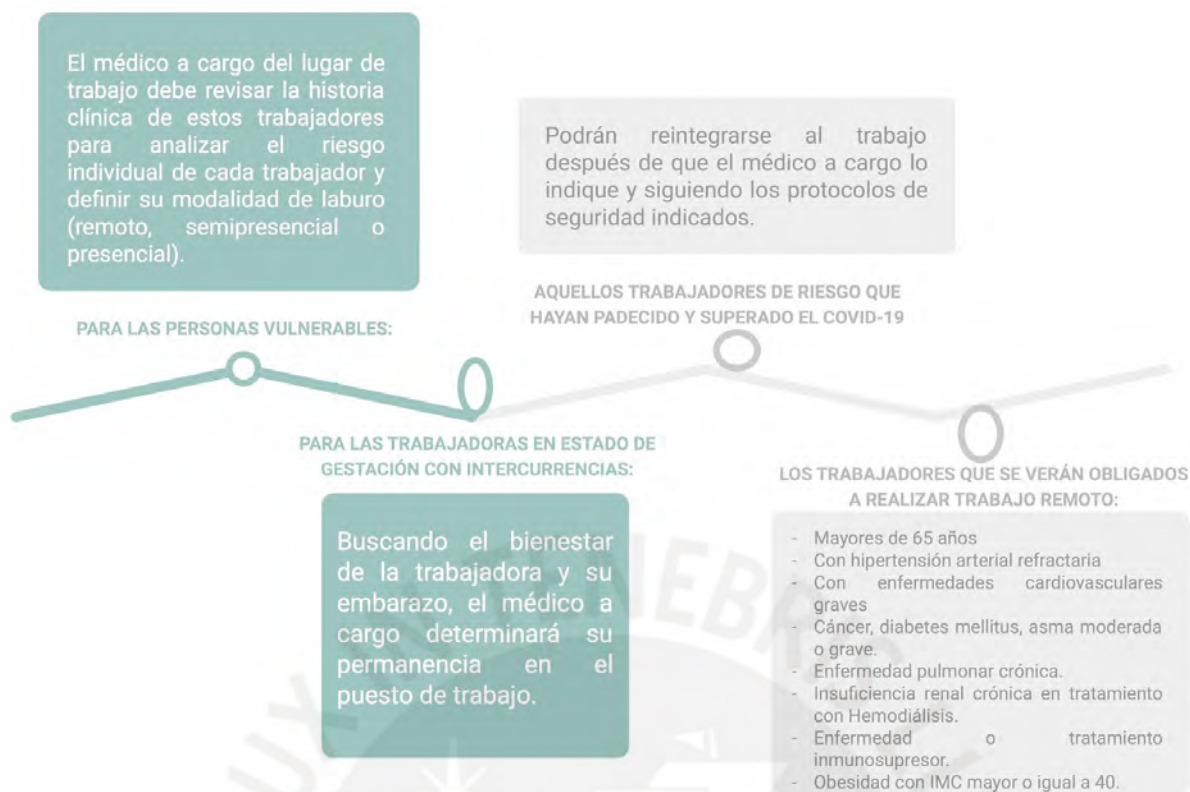 El médico a cargo del lugar de
trabajo debe revisar la historia
clínica de estos trabajadores
para analizar el riesgo
individual de cada trabajador y
definir su modalidad de laburo
(remoto, semipresencial o
presencial).
PARA LAS PERSONAS VULNERABLES:
Podrán reintegrarse al trabajo
después de que el médico a cargo lo
indique y siguiendo los protocolos de
seguridad indicados.
AQUELLOS TRABAJADORES DE RIESGO QUE
HAYAN PADECIDO Y SUPERADO EL COVID-19
PARA LAS TRABAJADORAS EN ESTADO DE
GESTACIÓN CON INTERCURRENCIAS:
Buscando el bienestar
de la trabajadora y su
embarazo, el médico a
cargo determinará su
permanencia en el
puesto de trabajo.
LOS TRABAJADORES QUE SE VERÁN OBLIGADOS
A REALIZAR TRABAJO REMOTO:
- Mayores de 65 años
- Con hipertensión arterial refractaria
- Con enfermedades cardiovasculares
graves
- Cáncer, diabetes mellitus, asma moderada
o grave.
- Enfermedad pulmonar crónica.
- Insuficiencia renal crónica en tratamiento
con Hemodiálisis.
- Enfermedad o tratamiento
inmunosupresor.
- Obesidad con IMC mayor o igual a 40.